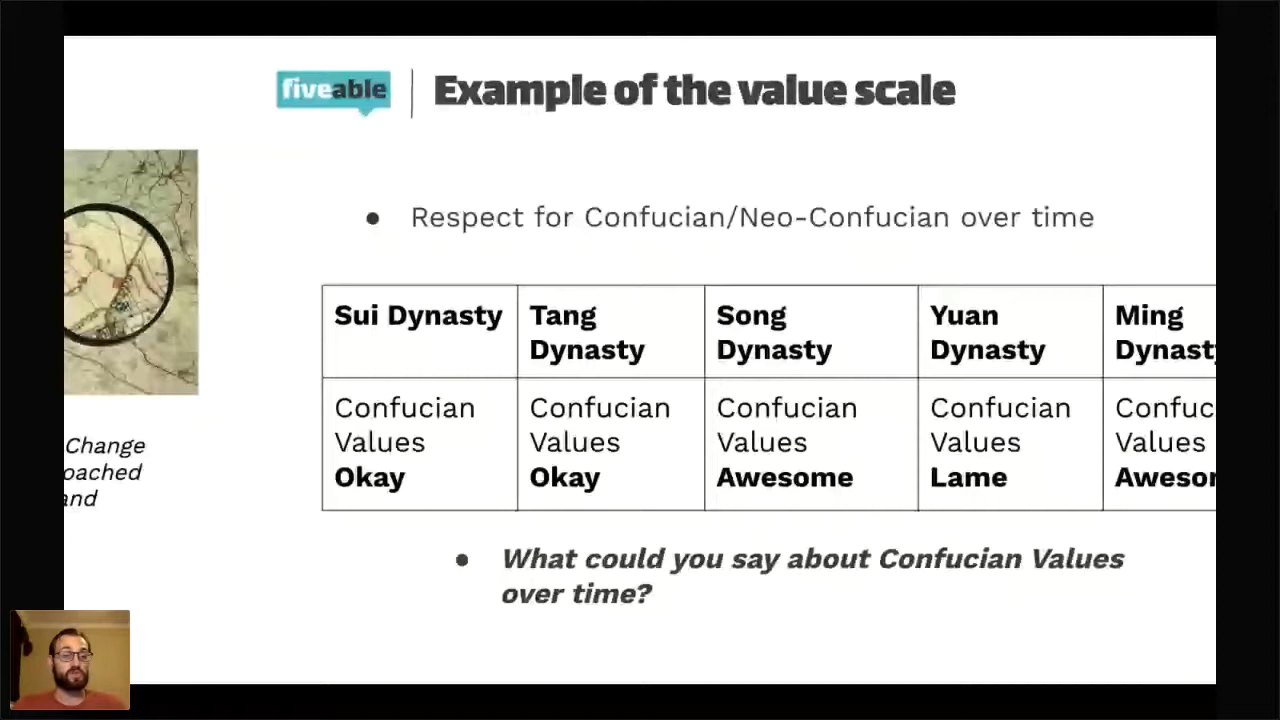 fiveable
Example of the value scale
Respect for Confucian/Neo-Confucian over time
Sui Dynasty
Tang
Dynasty
Song
Dynasty
Yuan
Dynasty
Ming
Dynasty
Confucian
Values
Okay
Confucian
Values
Okay
Confucian
Values
Awesome
Confucian
Values
Lame
Confuc
Values
Aweso
Change
oached
and
What could you say about Confucian Values
over time?